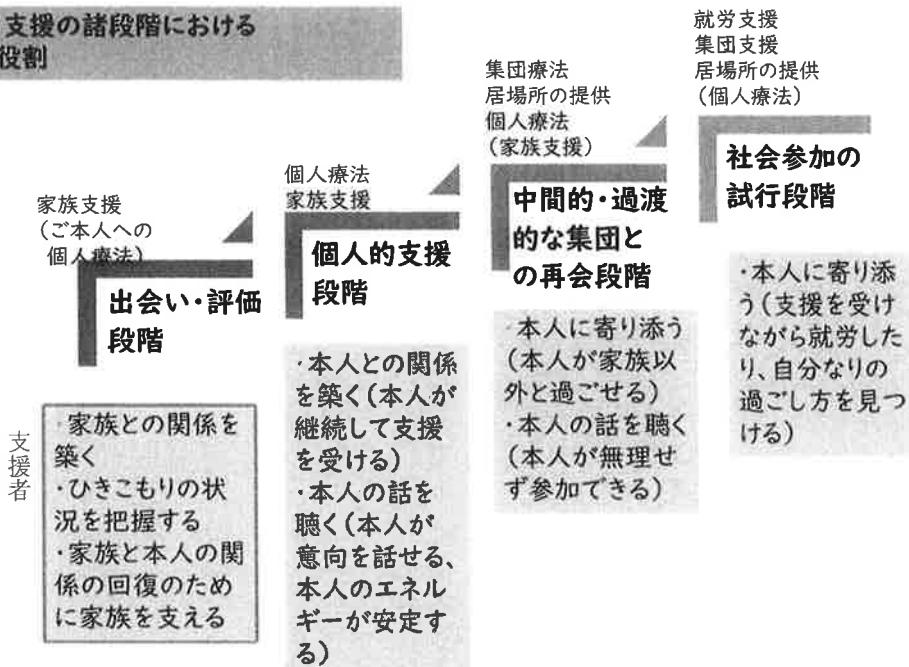 支援の諸段階における
役割
家族支援
(ご本人への
個人療法)
出会い・評価
段階
支援者
・家族との関係を
築く
・ひきこもりの状
況を把握する
・家族と本人の関
係の回復のため
に家族を支える
個人療法
家族支援
個人的支援
段階
・本人との関係
を築く(本人が
継続して支援
を受ける)
・本人の話を
聴く(本人が
意向を話せる、
本人のエネル
ギーが安定す
る)
集団療法
居場所の提供
個人療法
(家族支援)
中間的・過渡
的な集団と
の再会段階
・本人に寄り添う
(本人が家族以
外と過ごせる)
・本人の話を聴く
(本人が無理せ
ず参加できる)
就労支援
集団支援
居場所の提供
(個人療法)
社会参加の
試行段階
・本人に寄り添
う(支援を受け
ながら就労した
り、自分なりの
過ごし方を見つ
ける)